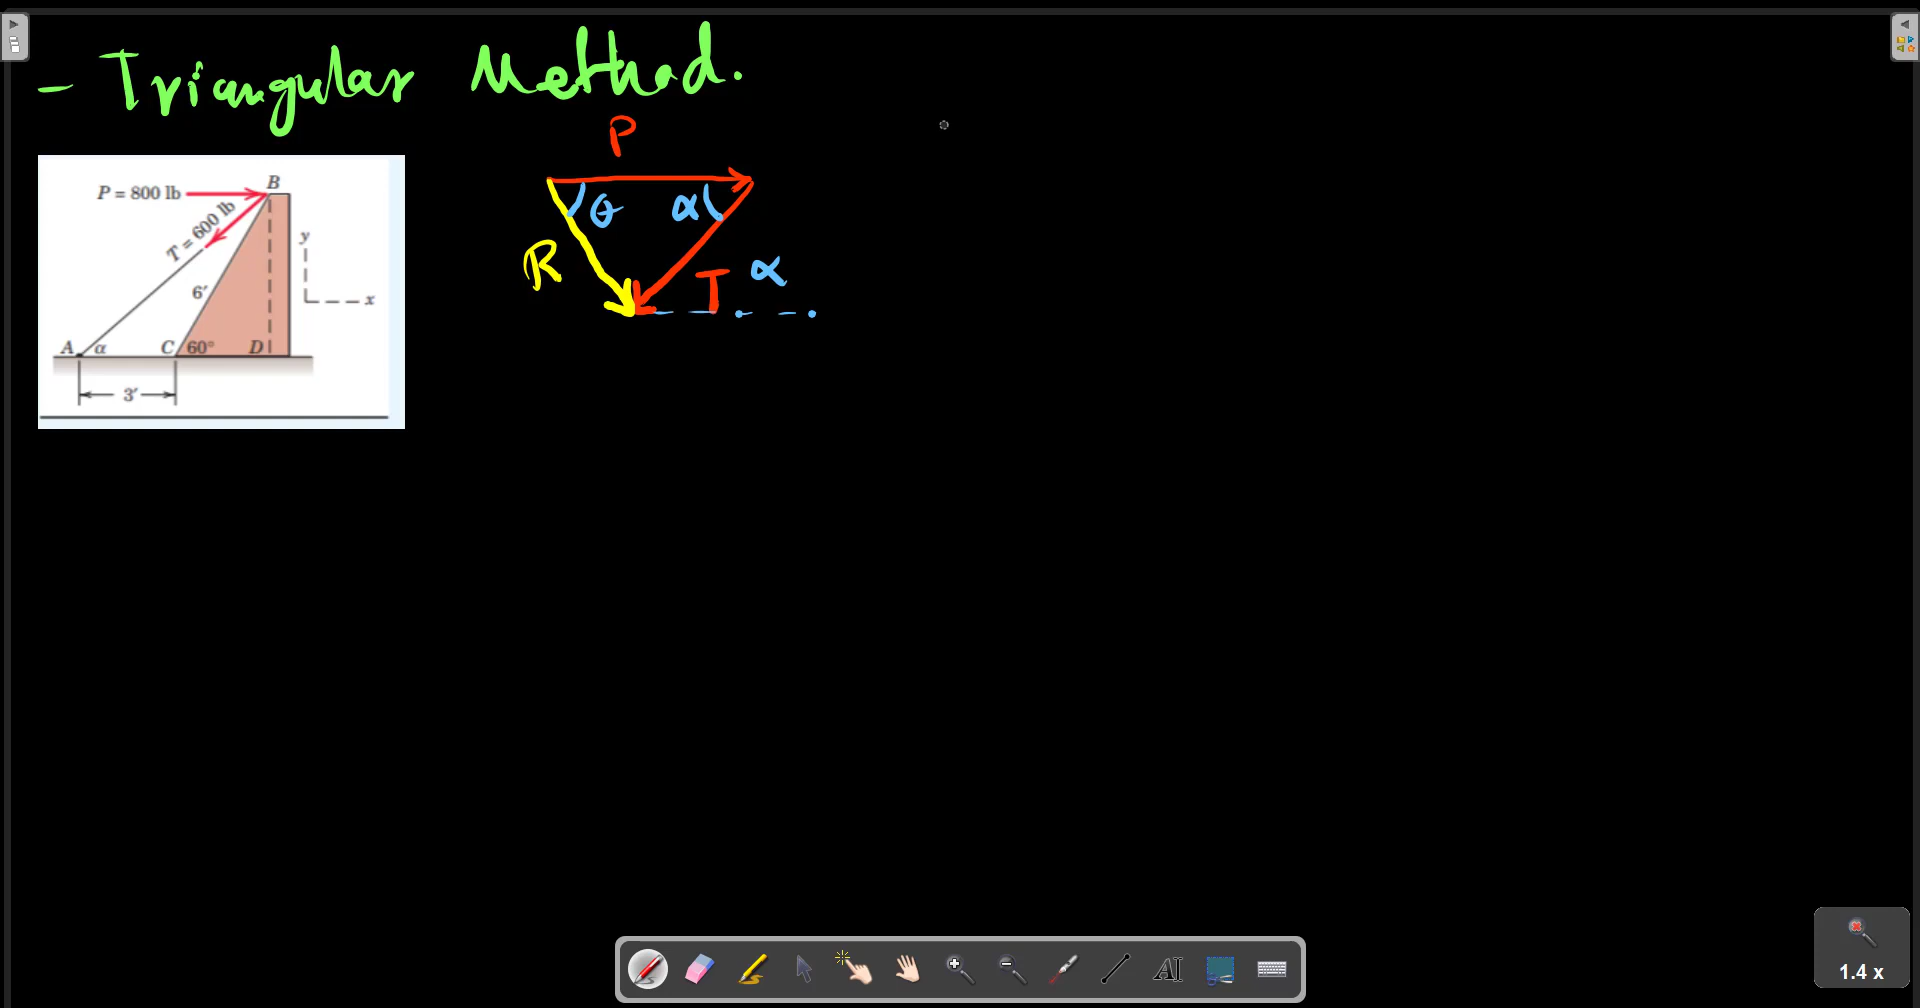 - Triangular Method.
P
θ α
R
T α
P = 800 lb
B
T = 600 lb
y
6′
x
A α C 60° D
3′
1.4 x